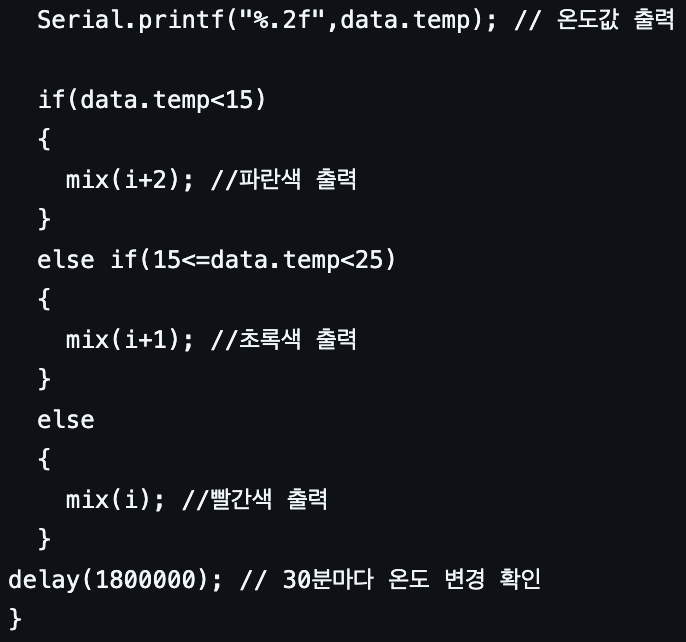 Serial.printf("%.2f",data.temp); // 온도값 출력
if(data.temp<15)
{
mix(i+2); //파란색 출력
}
else if(15<=data.temp<25)
{
mix(i+1); //초록색 출력
}
else
{
mix(i); //빨간색 출력
}
delay(1800000); // 30분마다 온도 변경 확인
}